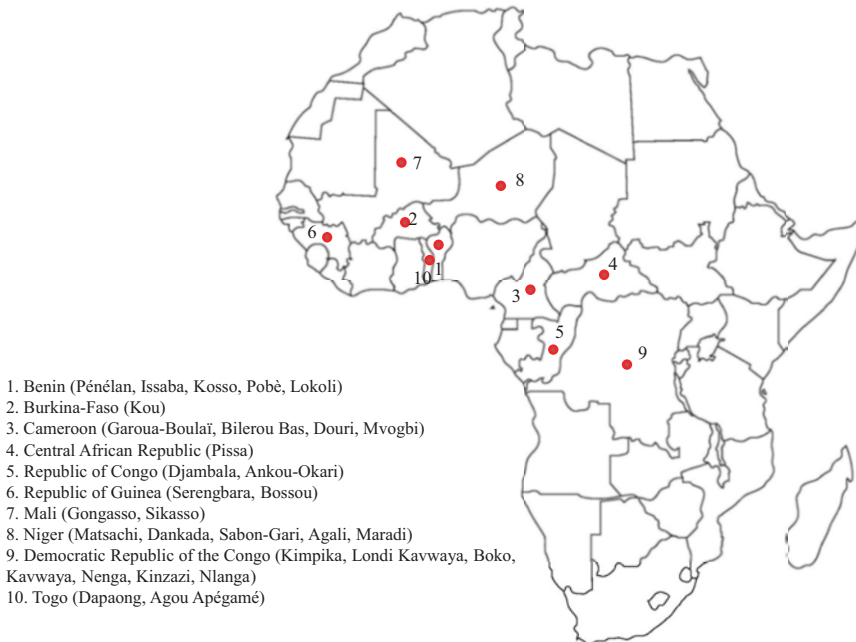 7
8
2
6
1
10
4
3
5
9
1. Benin (Pénélan, Issaba, Kosso, Pobè, Lokoli)
2. Burkina-Faso (Kou)
3. Cameroon (Garoua-Boulaï, Bilerou Bas, Douri, Mvogbi)
4. Central African Republic (Pissa)
5. Republic of Congo (Djambala, Ankou-Okari)
6. Republic of Guinea (Serengbara, Bossou)
7. Mali (Gongasso, Sikasso)
8. Niger (Matsachi, Dankada, Sabon-Gari, Agali, Maradi)
9. Democratic Republic of the Congo (Kimpika, Londi Kavwaya, Boko,
Kavwaya, Nenga, Kinzazi, Nlanga)
10. Togo (Dapaong, Agou Apégamé)